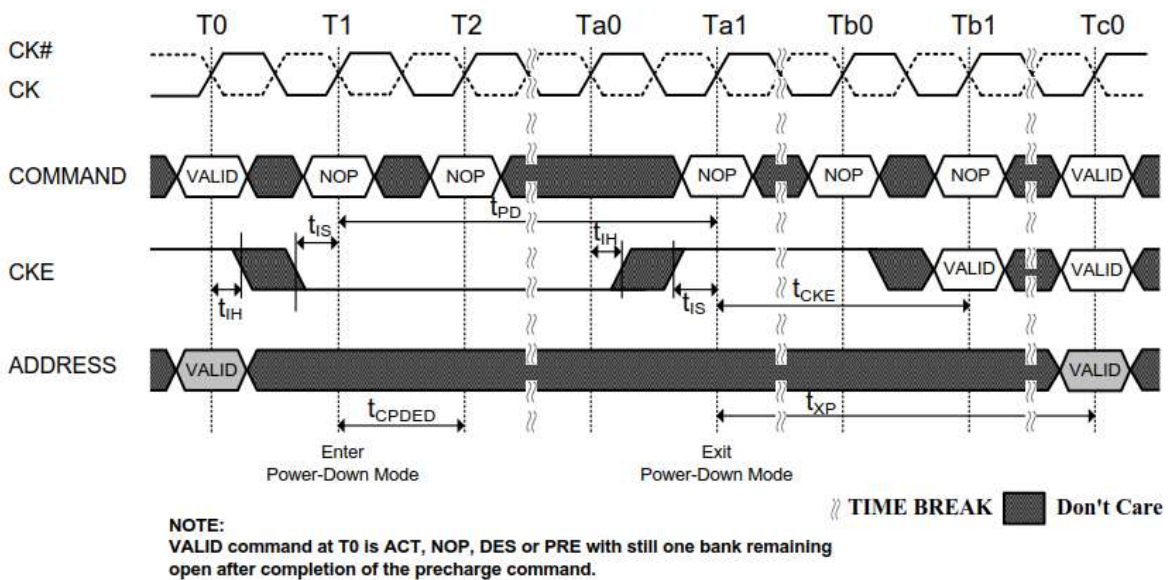 T0 T1 T2 Ta0 Ta1 Tb0 Tb1 Tc0
CK#
CK
COMMAND VALID NOP NOP NOP NOP NOP VALID
tPD
tIS tIH
CKE VALID VALID
tIH tIS tCKE
ADDRESS VALID VALID
tCPDED tXP
Enter Exit
Power-Down Mode Power-Down Mode
TIME BREAK Don't Care
NOTE:
VALID command at T0 is ACT, NOP, DES or PRE with still one bank remaining
open after completion of the precharge command.